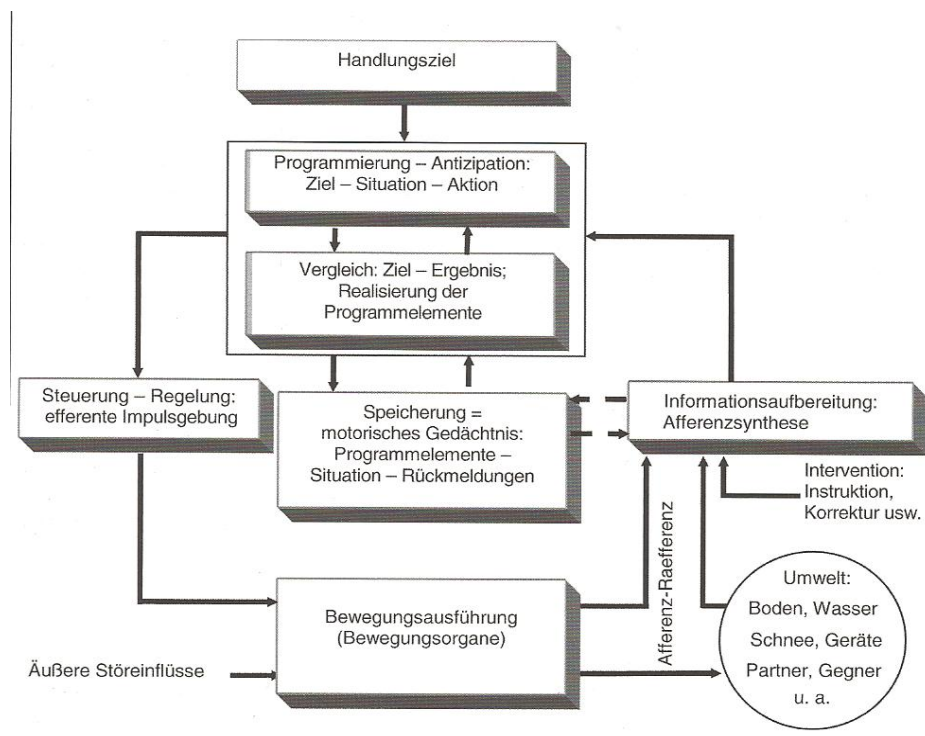 Handlungsziel
Programmierung – Antizipation:
Ziel – Situation – Aktion
Vergleich: Ziel – Ergebnis;
Realisierung der
Programmelemente
Steuerung – Regelung:
efferente Impulsgebung
Speicherung =
motorisches Gedächtnis:
Programmelemente –
Situation – Rückmeldungen
Informationsaufbereitung:
Afferenzsynthese
Intervention:
Instruktion,
Korrektur usw.
Afferenz-Raefferenz
Bewegungsausführung
(Bewegungsorgane)
Äußere Störeinflüsse
Umwelt:
Boden, Wasser
Schnee, Geräte
Partner, Gegner
u. a.